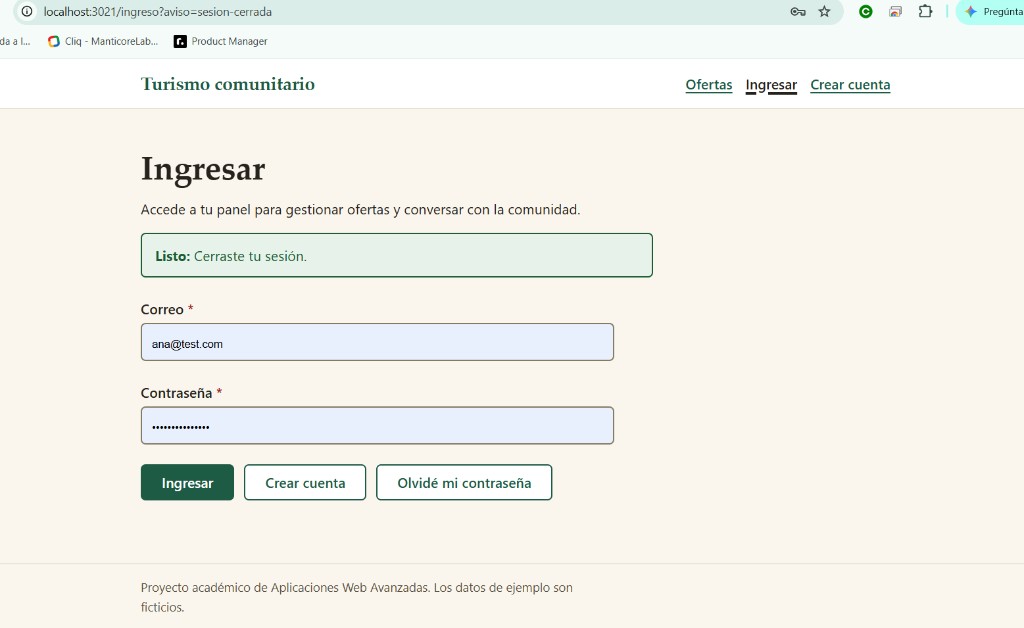 localhost:3021/ingreso?aviso=sesion-cerrada
Pregúnta
da a l...
Cliq - ManticoreLab...
Product Manager
Turismo comunitario
Ofertas
Ingresar
Crear cuenta
Ingresar
Accede a tu panel para gestionar ofertas y conversar con la comunidad.
Listo: Cerraste tu sesión.
Correo *
ana@test.com
Contraseña *
•••••••••••••••
Ingresar
Crear cuenta
Olvidé mi contraseña
Proyecto académico de Aplicaciones Web Avanzadas. Los datos de ejemplo son
ficticios.